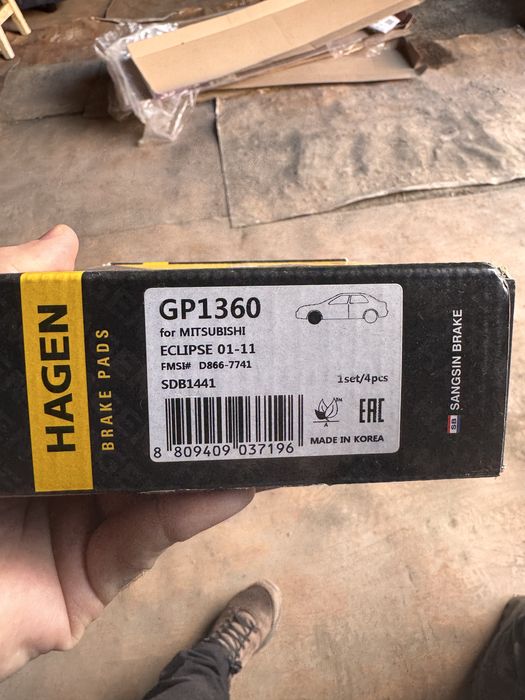 HAGEN
BRAKE PADS
GP1360
for MITSUBISHI
ECLIPSE 01-11
FMSI# D866-7741
SDB1441
1set/4pcs
8 809409 037196
A
EAC
MADE IN KOREA
SB SANGSIN BRAKE